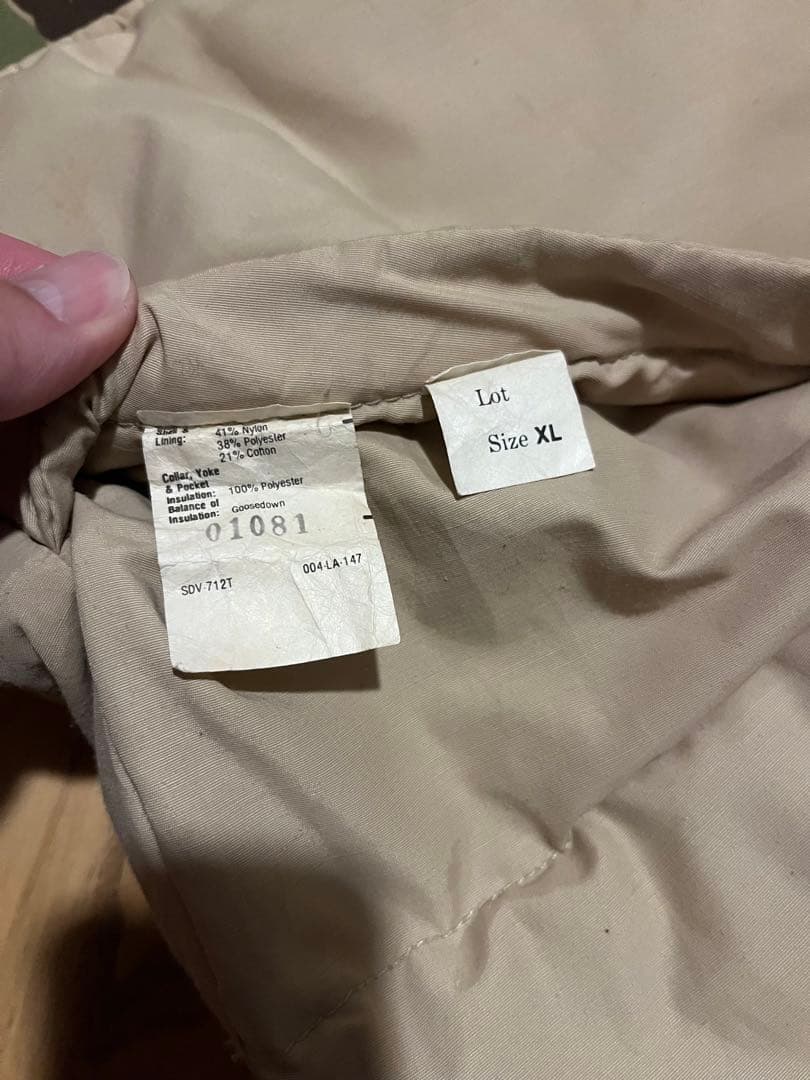 Shell &
Lining:
41% Nylon
38% Polyester
21% Cotton
Collar, Yoke
& Pocket
Insulation: 100% Polyester
Balance of
Insulation: Goosedown
01081
SDV-712T
004-LA-147
Lot
Size XL